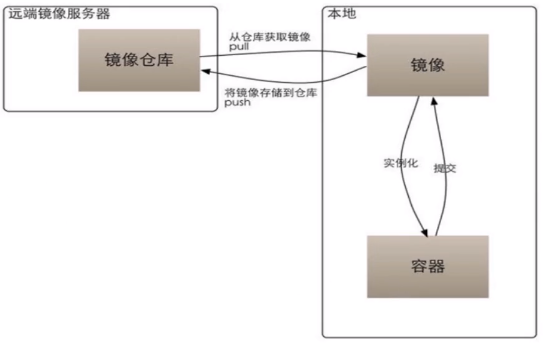 远端镜像服务器
镜像仓库
从仓库获取镜像
pull
将镜像存储到仓库
push
本地
镜像
实例化
提交
容器